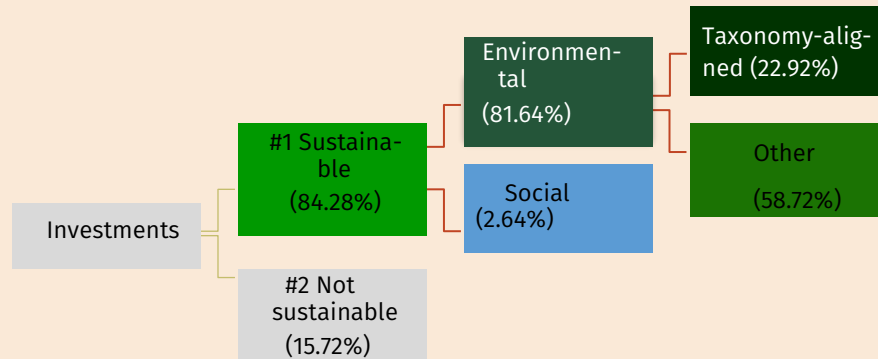 Investments
#1 Sustaina-
ble
(84.28%)
#2 Not
sustainable
(15.72%)
Environmen-
tal
(81.64%)
Social
(2.64%)
Taxonomy-alig-
ned (22.92%)
Other
(58.72%)